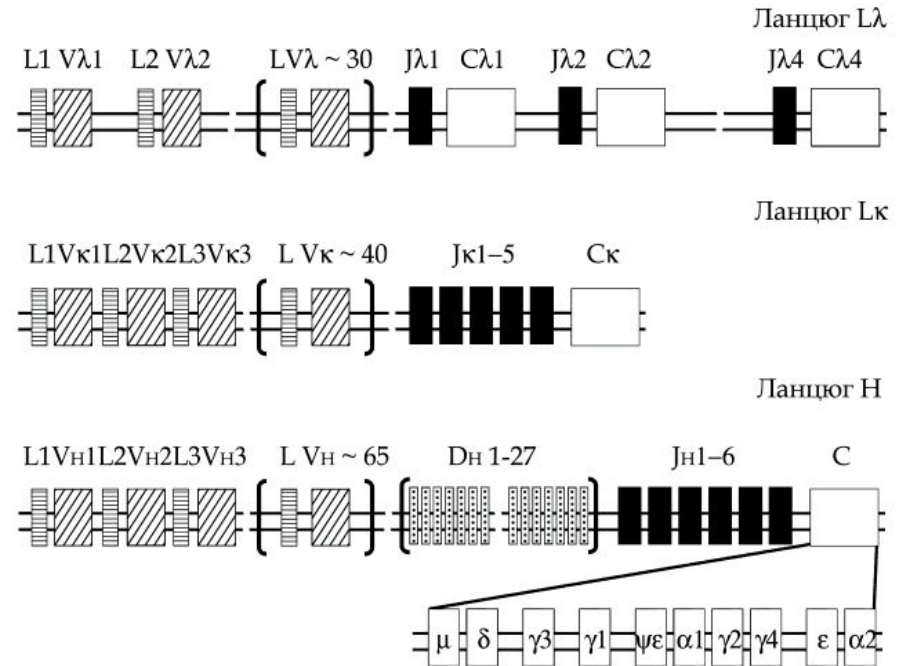 Ланцюг Lλ
L1 Vλ1 L2 Vλ2 LVλ ~ 30 Jλ1 Cλ1 Jλ2 Cλ2 Jλ4 Cλ4
Ланцюг Lκ
L1Vκ1L2Vκ2L3Vκ3 L Vκ ~ 40 Jκ1–5 Cκ
Ланцюг H
L1VH1L2VH2L3VH3 L VH ~ 65 DH 1-27 JH1–6 C
μ δ γ3 γ1 ψε α1 γ2 γ4 ε α2